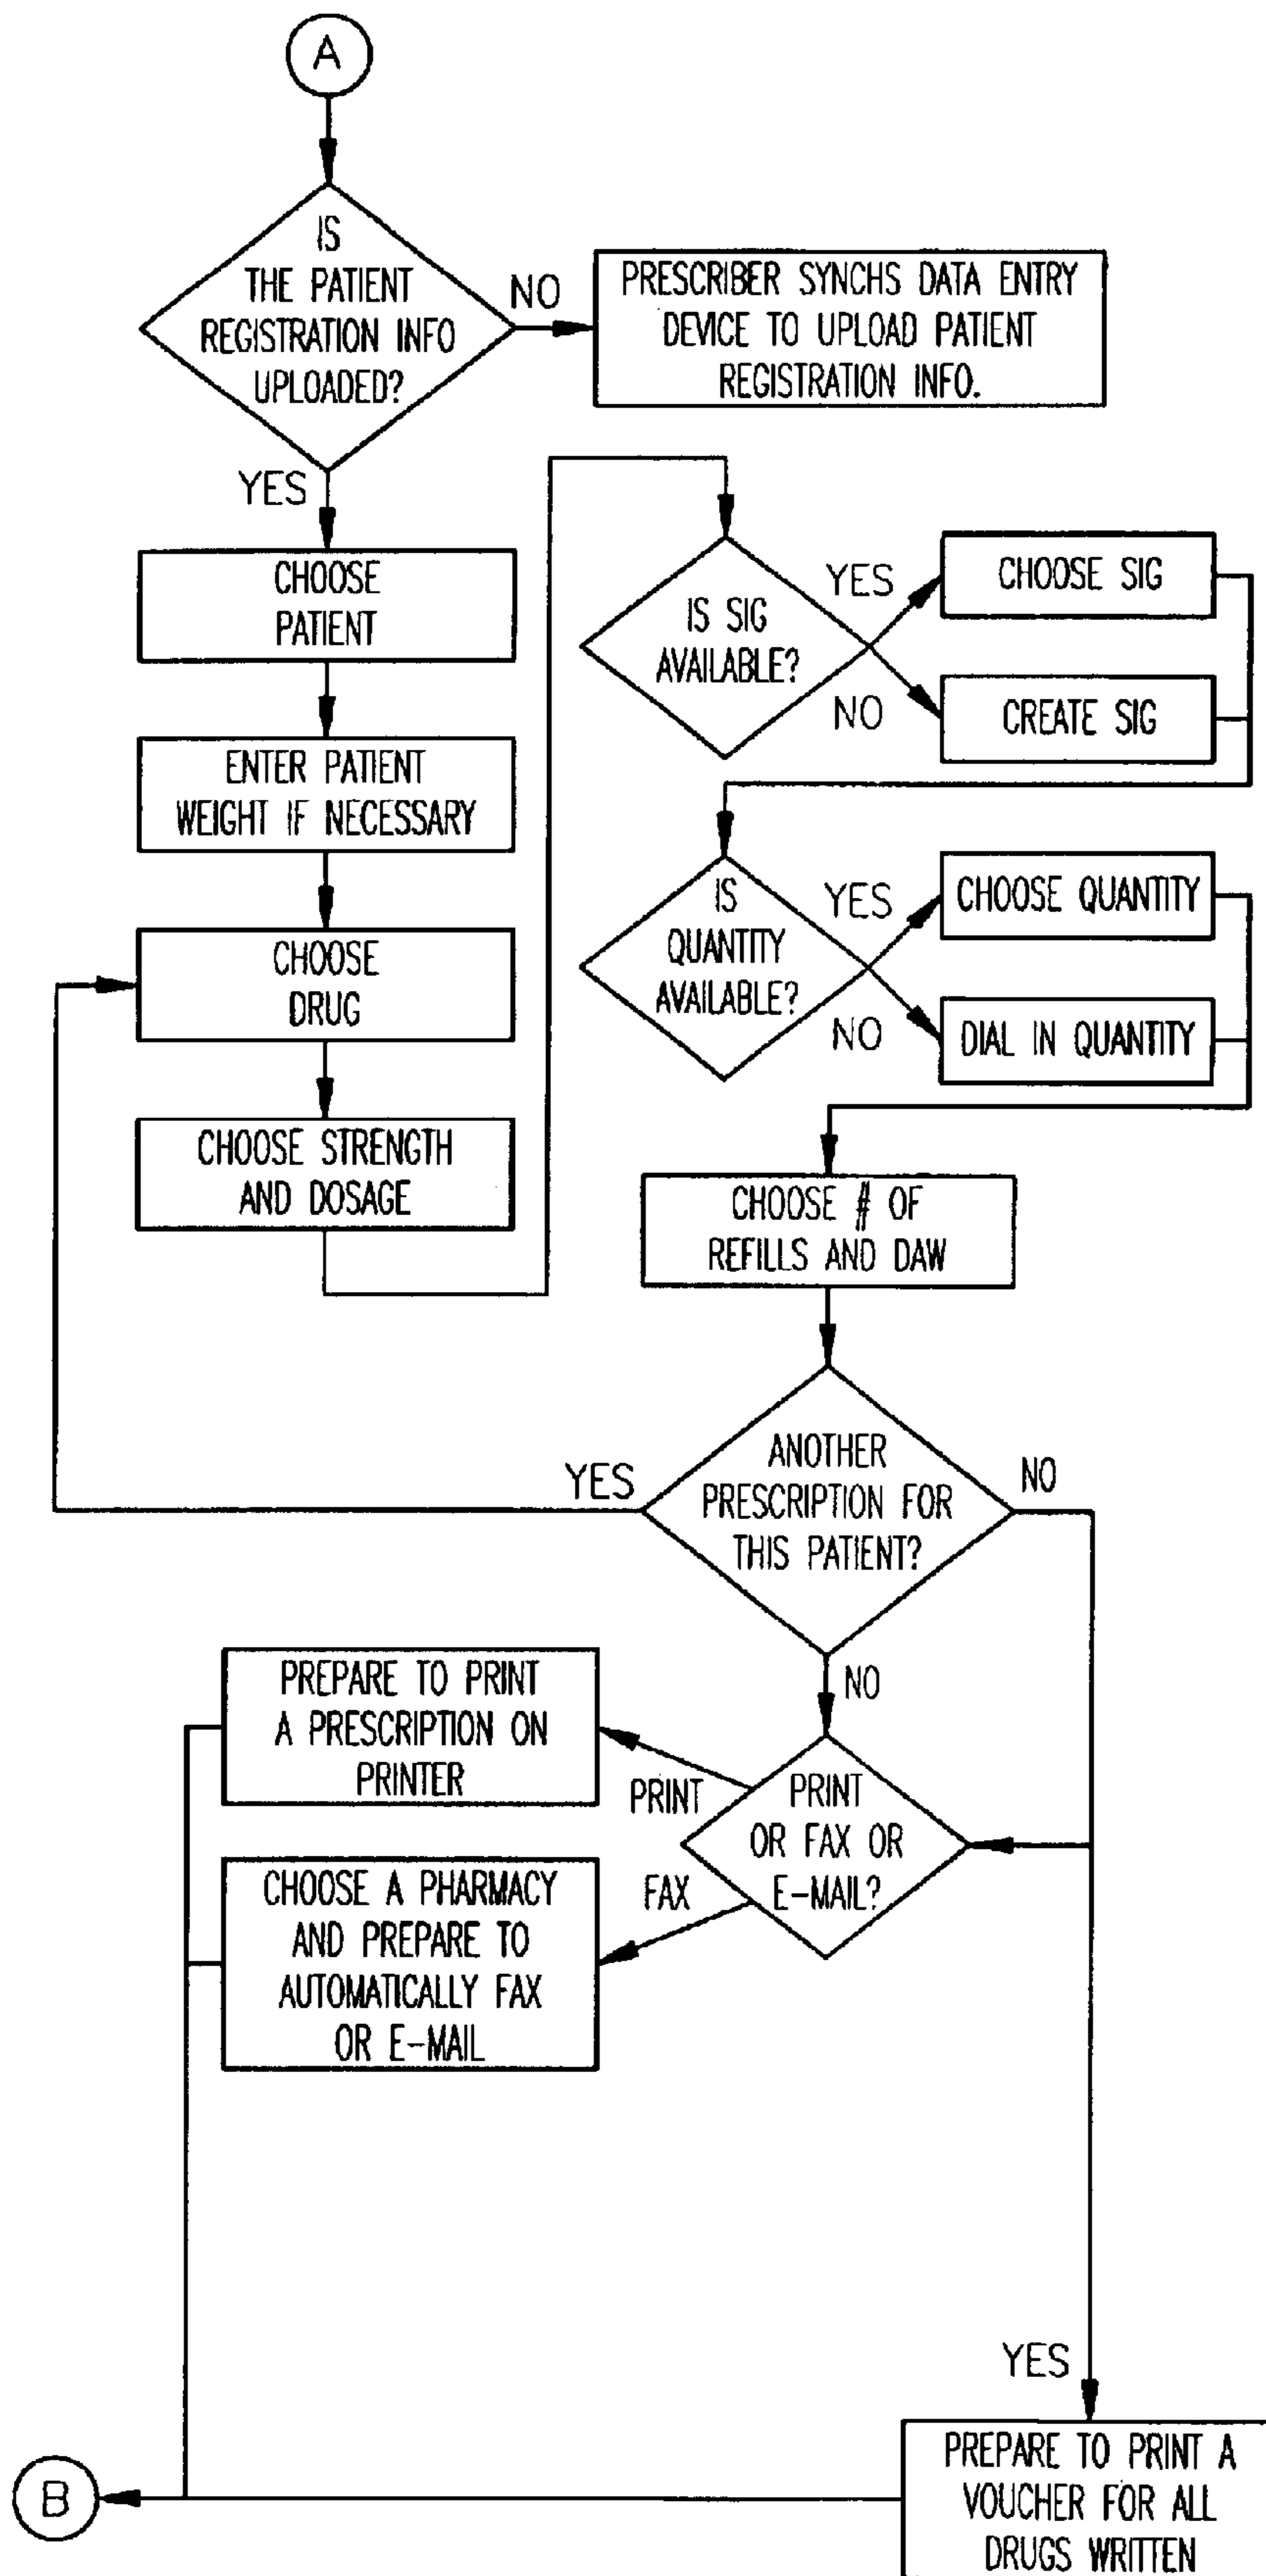 A
IS
THE PATIENT
REGISTRATION INFO
UPLOADED?
NO
PRESCRIBER SYNCHS DATA ENTRY
DEVICE TO UPLOAD PATIENT
REGISTRATION INFO.
YES
CHOOSE
PATIENT
ENTER PATIENT
WEIGHT IF NECESSARY
CHOOSE
DRUG
CHOOSE STRENGTH
AND DOSAGE
IS SIG
AVAILABLE?
YES
CHOOSE SIG
NO
CREATE SIG
IS
QUANTITY
AVAILABLE?
YES
CHOOSE QUANTITY
NO
DIAL IN QUANTITY
CHOOSE # OF
REFILLS AND DAW
ANOTHER
PRESCRIPTION FOR
THIS PATIENT?
YES
NO
NO
PRINT
OR FAX OR
E-MAIL?
PRINT
PREPARE TO PRINT
A PRESCRIPTION ON
PRINTER
FAX
CHOOSE A PHARMACY
AND PREPARE TO
AUTOMATICALLY FAX
OR E-MAIL
YES
PREPARE TO PRINT A
VOUCHER FOR ALL
DRUGS WRITTEN
B